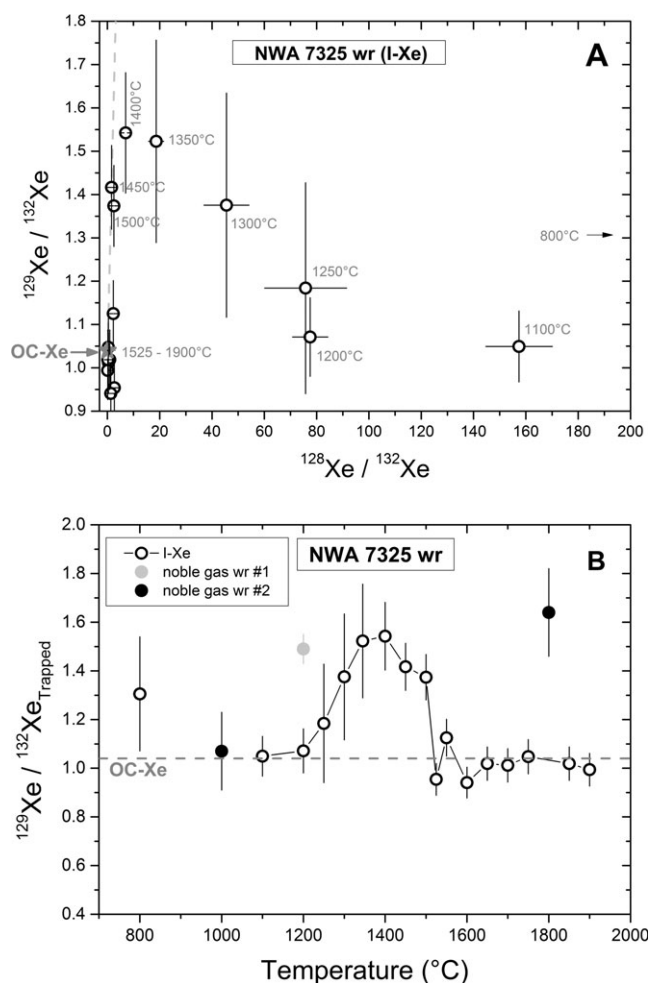 NWA 7325 wr (I-Xe)
A
1.8
1.7
1.6
1.5
1.4
1.3
1.2
1.1
1.0
0.9
¹²⁹Xe / ¹³²Xe
1400°C
1350°C
1450°C
1500°C
1300°C
800°C
1250°C
1200°C
1100°C
OC-Xe
1525 - 1900°C
0 20 40 60 80 100 120 140 160 180 200
¹²⁸Xe / ¹³²Xe
I-Xe
noble gas wr #1
noble gas wr #2
NWA 7325 wr
B
2.0
1.8
1.6
1.4
1.2
1.0
0.8
0.6
0.4
¹²⁹Xe / ¹³²Xe Trapped
OC-Xe
800 1000 1200 1400 1600 1800 2000
Temperature (°C)